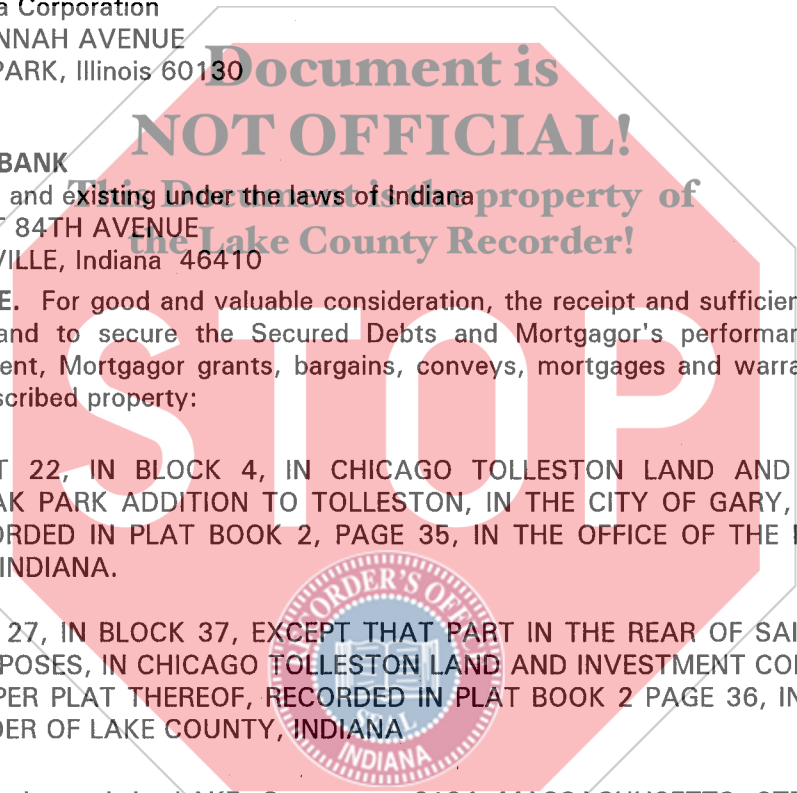 a Corporation
NNAH AVENUE
PARK, Illinois 60130
Document is
NOT OFFICIAL!
BANK
This Document is the property of
and existing under the laws of Indiana
84TH AVENUE
the Lake County Recorder!
VILLE, Indiana 46410
E. For good and valuable consideration, the receipt and sufficien
and to secure the Secured Debts and Mortgagor's performa
ent, Mortgagor grants, bargains, conveys, mortgages and warra
scribed property:
STOP
T 22, IN BLOCK 4, IN CHICAGO TOLLESTON LAND AND
AK PARK ADDITION TO TOLLESTON, IN THE CITY OF GARY,
ORDED IN PLAT BOOK 2, PAGE 35, IN THE OFFICE OF THE
INDIANA.
RECORDER'S OFFICE
27, IN BLOCK 37, EXCEPT THAT PART IN THE REAR OF SAI
POSES, IN CHICAGO TOLLESTON LAND AND INVESTMENT CO
PER PLAT THEREOF, RECORDED IN PLAT BOOK 2 PAGE 36, IN
SEAL
DER OF LAKE COUNTY, INDIANA
INDIANA